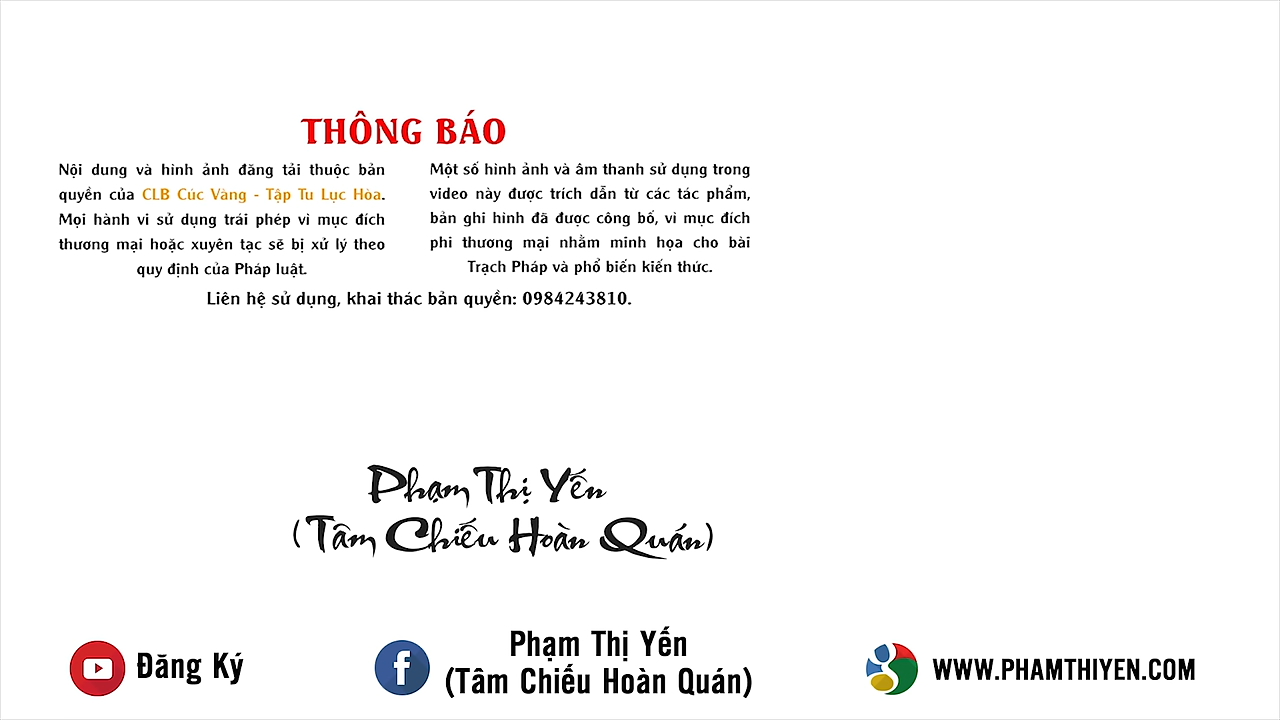 THÔNG BÁO
Nội dung và hình ảnh đăng tải thuộc bản
quyền của CLB Cúc Vàng - Tập Tu Lục Hòa.
Mọi hành vi sử dụng trái phép vì mục đích
thương mại hoặc xuyên tạc sẽ bị xử lý theo
quy định của Pháp luật.
Một số hình ảnh và âm thanh sử dụng trong
video này được trích dẫn từ các tác phẩm,
bản ghi hình đã được công bố, vì mục đích
phi thương mại nhằm minh họa cho bài
Trạch Pháp và phổ biến kiến thức.
Liên hệ sử dụng, khai thác bản quyền: 0984243810.
Phạm Thị Yến
(Tâm Chiếu Hoàn Quán)
Đăng Ký
Phạm Thị Yến
(Tâm Chiếu Hoàn Quán)
WWW.PHAMTHIYEN.COM